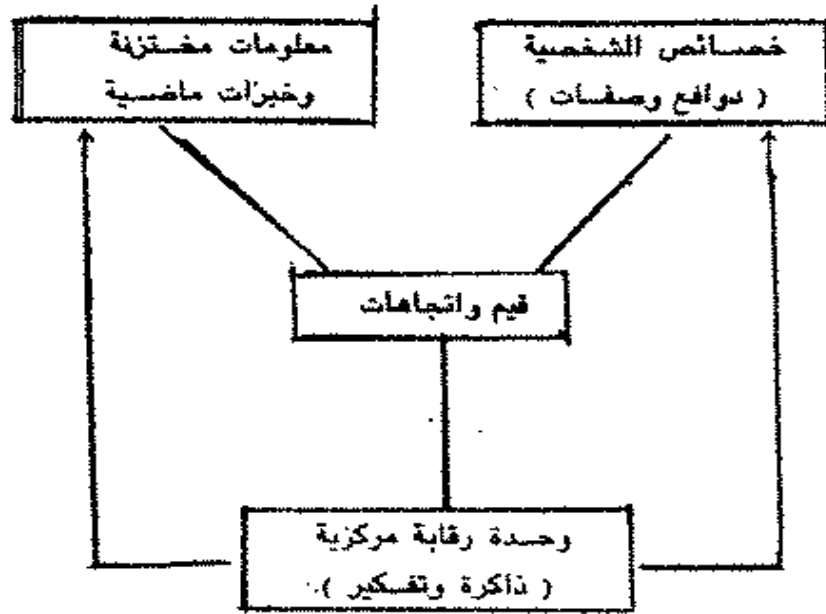 خصائص الشخصية
( دوافع وصفات )
معلومات مختزنة
وخبرات ماضية
قيم واتجاهات
وحدة رقابة مركزية
( ذاكرة وتفكير )